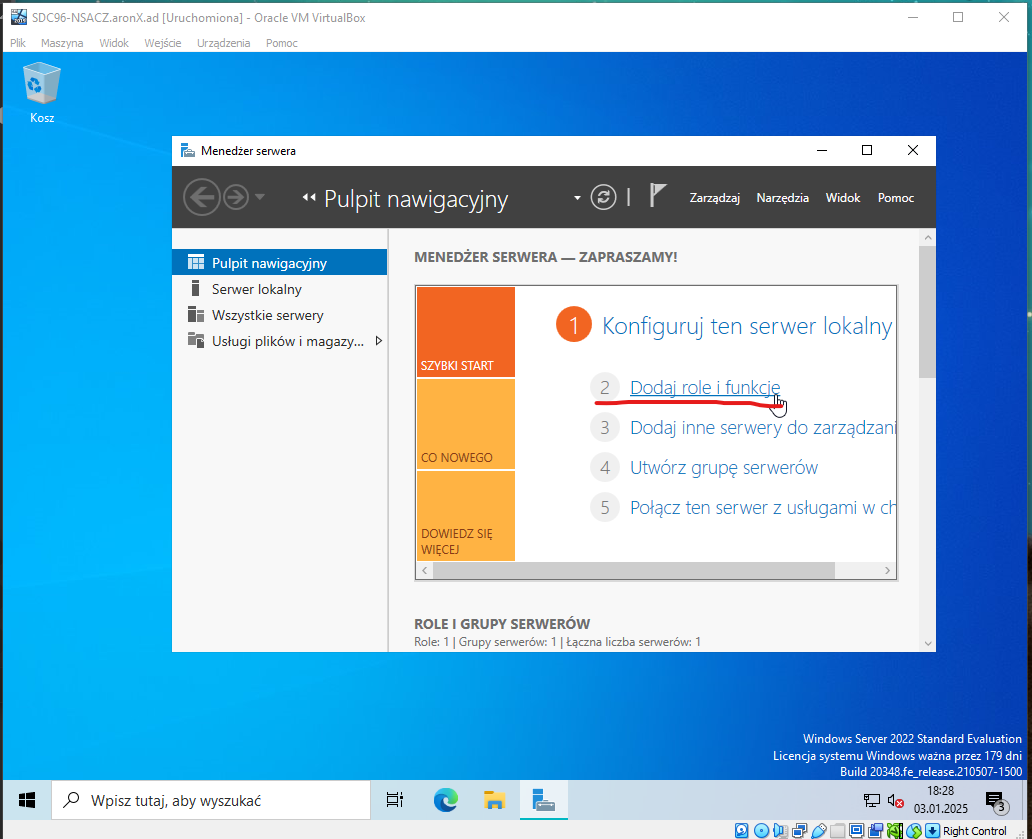 SDC96-NSACZ.aronX.ad [Uruchomiona] - Oracle VM VirtualBox
Plik Maszyna Widok Wejście Urządzenia Pomoc
Kosz
Menedżer serwera
Pulpit nawigacyjny
Zarządzaj Narzędzia Widok Pomoc
Pulpit nawigacyjny
Serwer lokalny
Wszystkie serwery
Usługi plików i magazy...
MENEDŻER SERWERA — ZAPRASZAMY!
SZYBKI START
CO NOWEGO
DOWIEDZ SIĘ
WIĘCEJ
1 Konfiguruj ten serwer lokalny
2 Dodaj role i funkcje
3 Dodaj inne serwery do zarządzani
4 Utwórz grupę serwerów
5 Połącz ten serwer z usługami w ch
ROLE I GRUPY SERWERÓW
Role: 1 | Grupy serwerów: 1 | Łączna liczba serwerów: 1
Windows Server 2022 Standard Evaluation
Licencja systemu Windows ważna przez 179 dni
Build 20348.fe_release.210507-1500
Wpisz tutaj, aby wyszukać
18:28
03.01.2025
3
Right Control